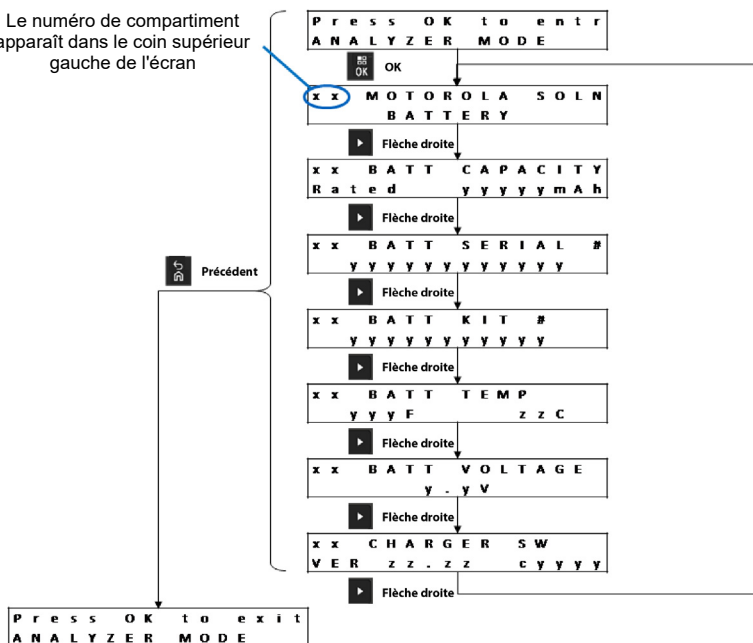 Le numéro de compartiment
apparaît dans le coin supérieur
gauche de l'écran
Press OK to entr
ANALYZER MODE
OK
OK
xx MOTOROLA SOLN
BATTERY
Flèche droite
xx BATT CAPACITY
Rated yyyyymAh
Flèche droite
xx BATT SERIAL #
yyyyyyyyyyyy
Précédent
Flèche droite
xx BATT KIT #
yyyyyyyyyyy
Flèche droite
xx BATT TEMP
yyyF zzC
Flèche droite
xx BATT VOLTAGE
y.yV
Flèche droite
xx CHARGER SW
VER zz.zz cyyyy
Flèche droite
Press OK to exit
ANALYZER MODE